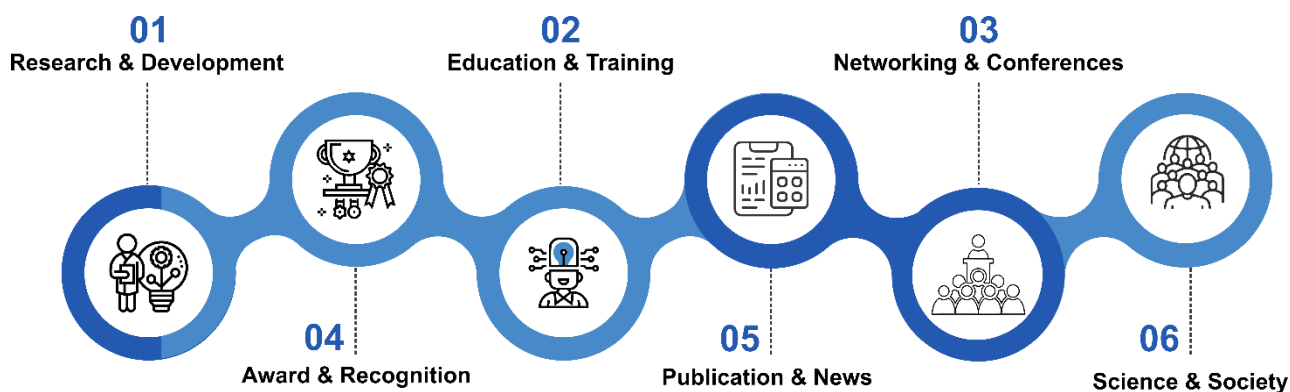 01
Research & Development
02
Education & Training
03
Networking & Conferences
04
Award & Recognition
05
Publication & News
06
Science & Society